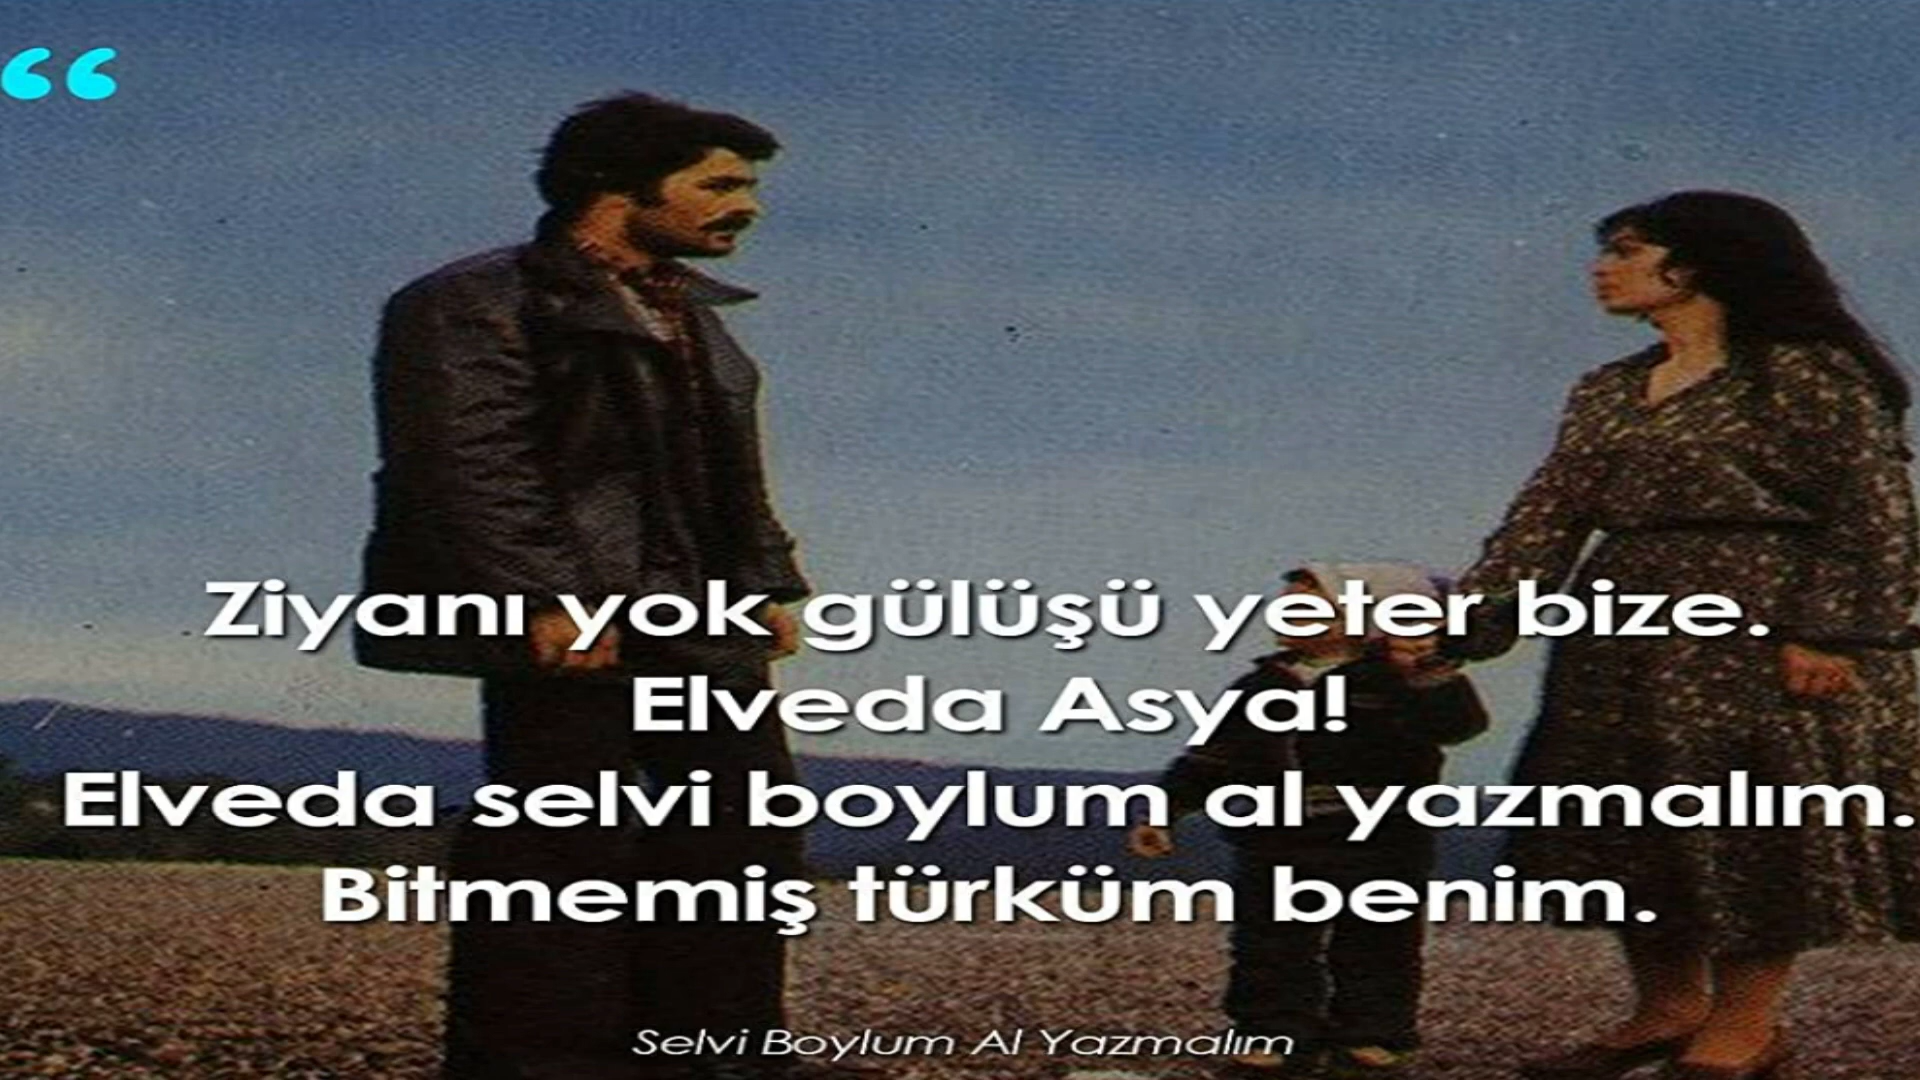 “
Ziyanı yok gülüşü yeter bize.
Elveda Asya!
Elveda selvi boylum al yazmalım.
Bitmemiş türküm benim.
Selvi Boylum Al Yazmalım